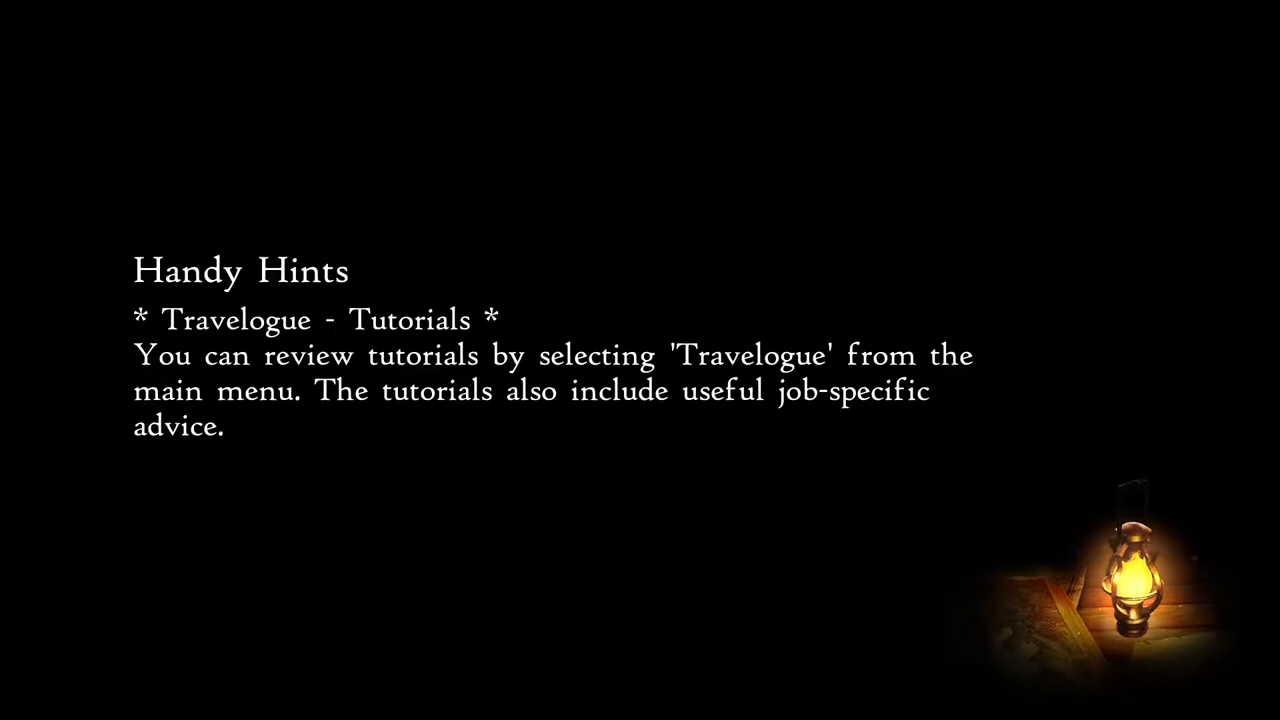 Handy Hints
* Travelogue - Tutorials *
You can review tutorials by selecting 'Travelogue' from the
main menu. The tutorials also include useful job-specific
advice.